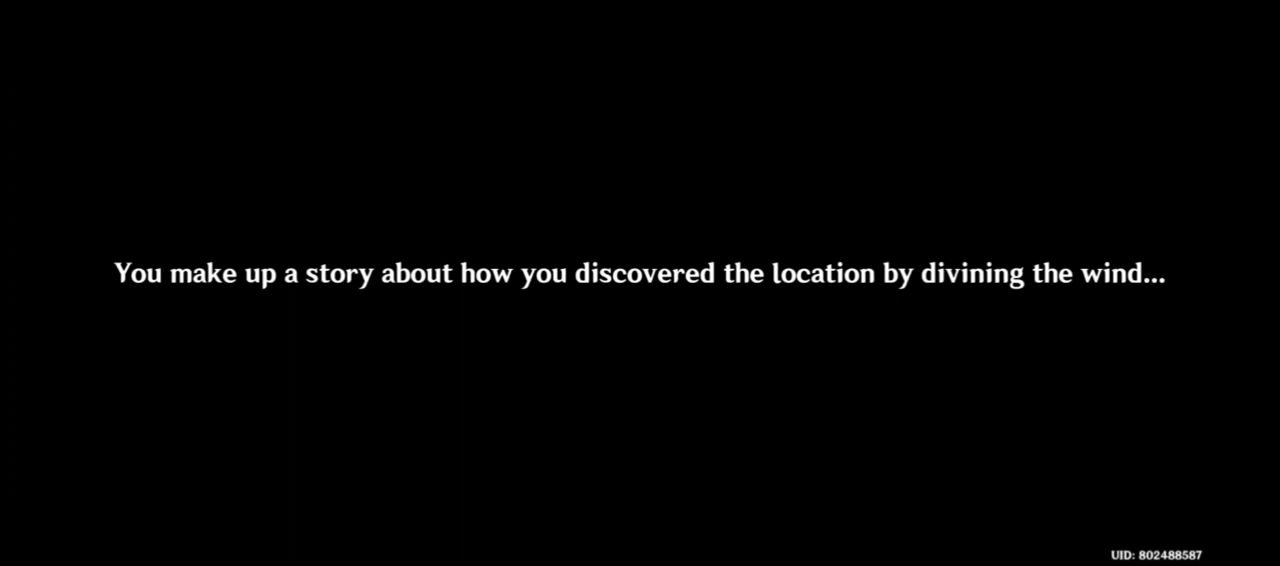 You make up a story about how you discovered the location by divining the wind...
UID: 802488587